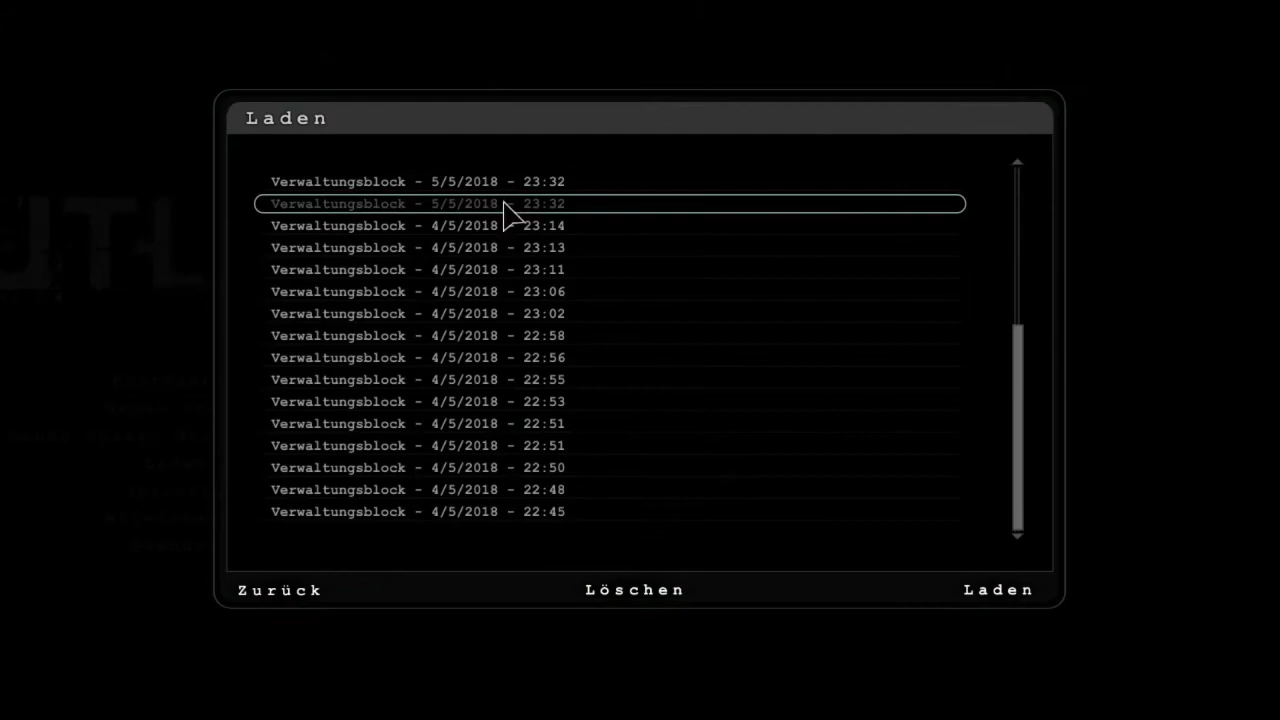 Laden
Verwaltungsblock - 5/5/2018 - 23:32
Verwaltungsblock - 5/5/2018 - 23:32
Verwaltungsblock - 4/5/2018 - 23:14
Verwaltungsblock - 4/5/2018 - 23:13
Verwaltungsblock - 4/5/2018 - 23:11
Verwaltungsblock - 4/5/2018 - 23:06
Verwaltungsblock - 4/5/2018 - 23:02
Verwaltungsblock - 4/5/2018 - 22:58
Verwaltungsblock - 4/5/2018 - 22:56
Verwaltungsblock - 4/5/2018 - 22:55
Verwaltungsblock - 4/5/2018 - 22:53
Verwaltungsblock - 4/5/2018 - 22:51
Verwaltungsblock - 4/5/2018 - 22:51
Verwaltungsblock - 4/5/2018 - 22:50
Verwaltungsblock - 4/5/2018 - 22:48
Verwaltungsblock - 4/5/2018 - 22:45
Zurück Löschen Laden